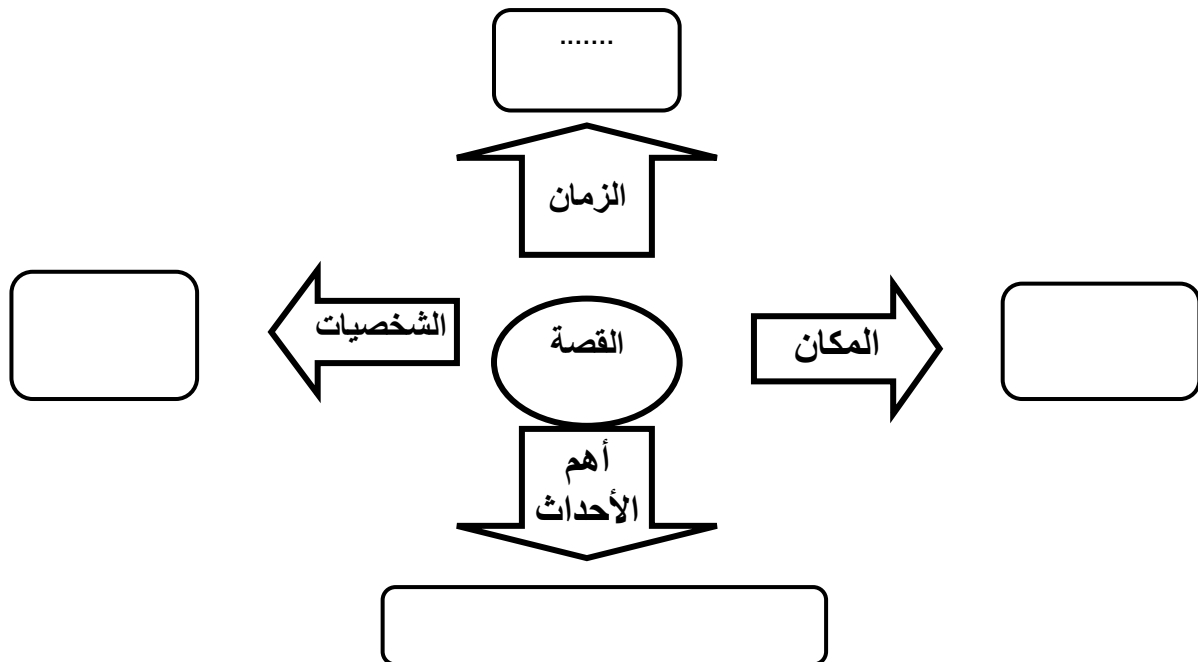 .......
الزمان
المكان
القصة
الشخصيات
أهم
الأحداث